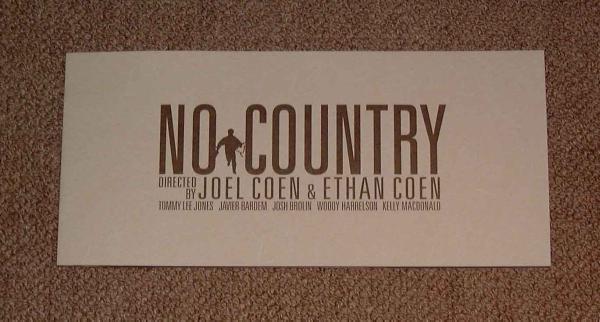 NO COUNTRY
DIRECTED BY JOEL COEN & ETHAN COEN
TOMMY LEE JONES JAVIER BARDEM JOSH BROLIN WOODY HARRELSON KELLY MACDONALD